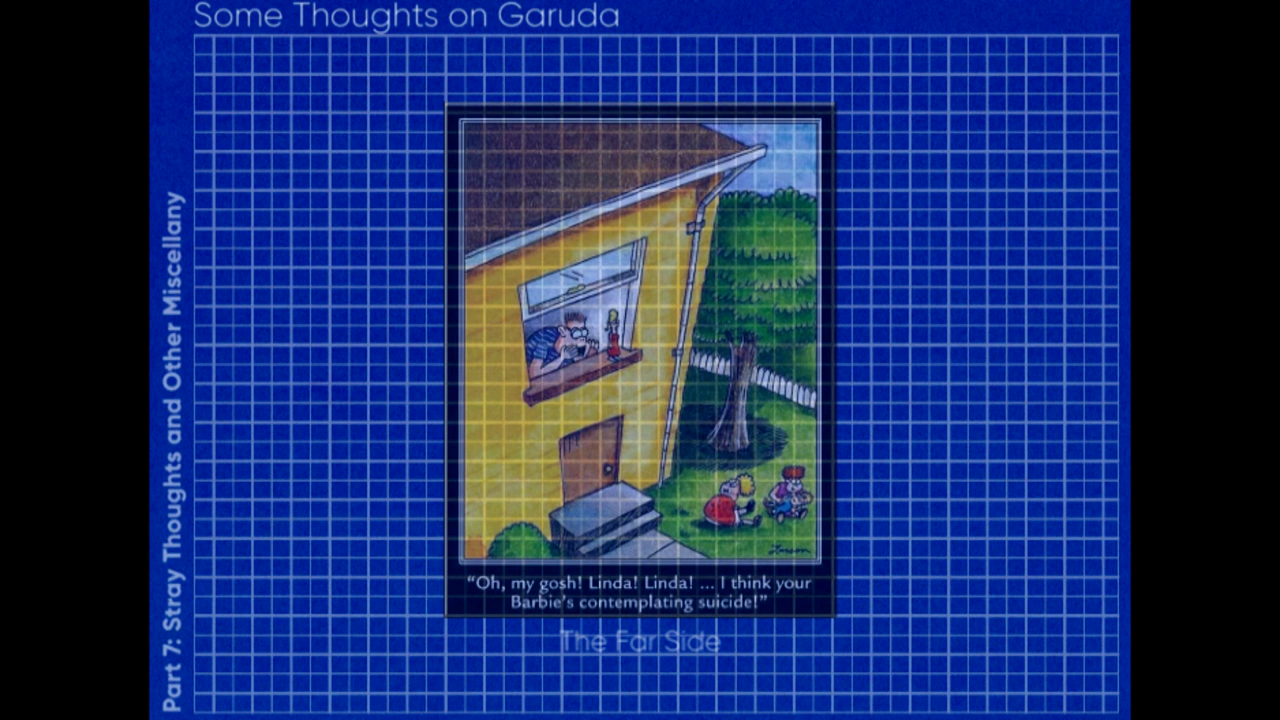 Some Thoughts on Garuda
Part 7: Stray Thoughts and Other Miscellany
Larson
“Oh, my gosh! Linda! Linda! ... I think your
Barbie's contemplating suicide!”
The Far Side